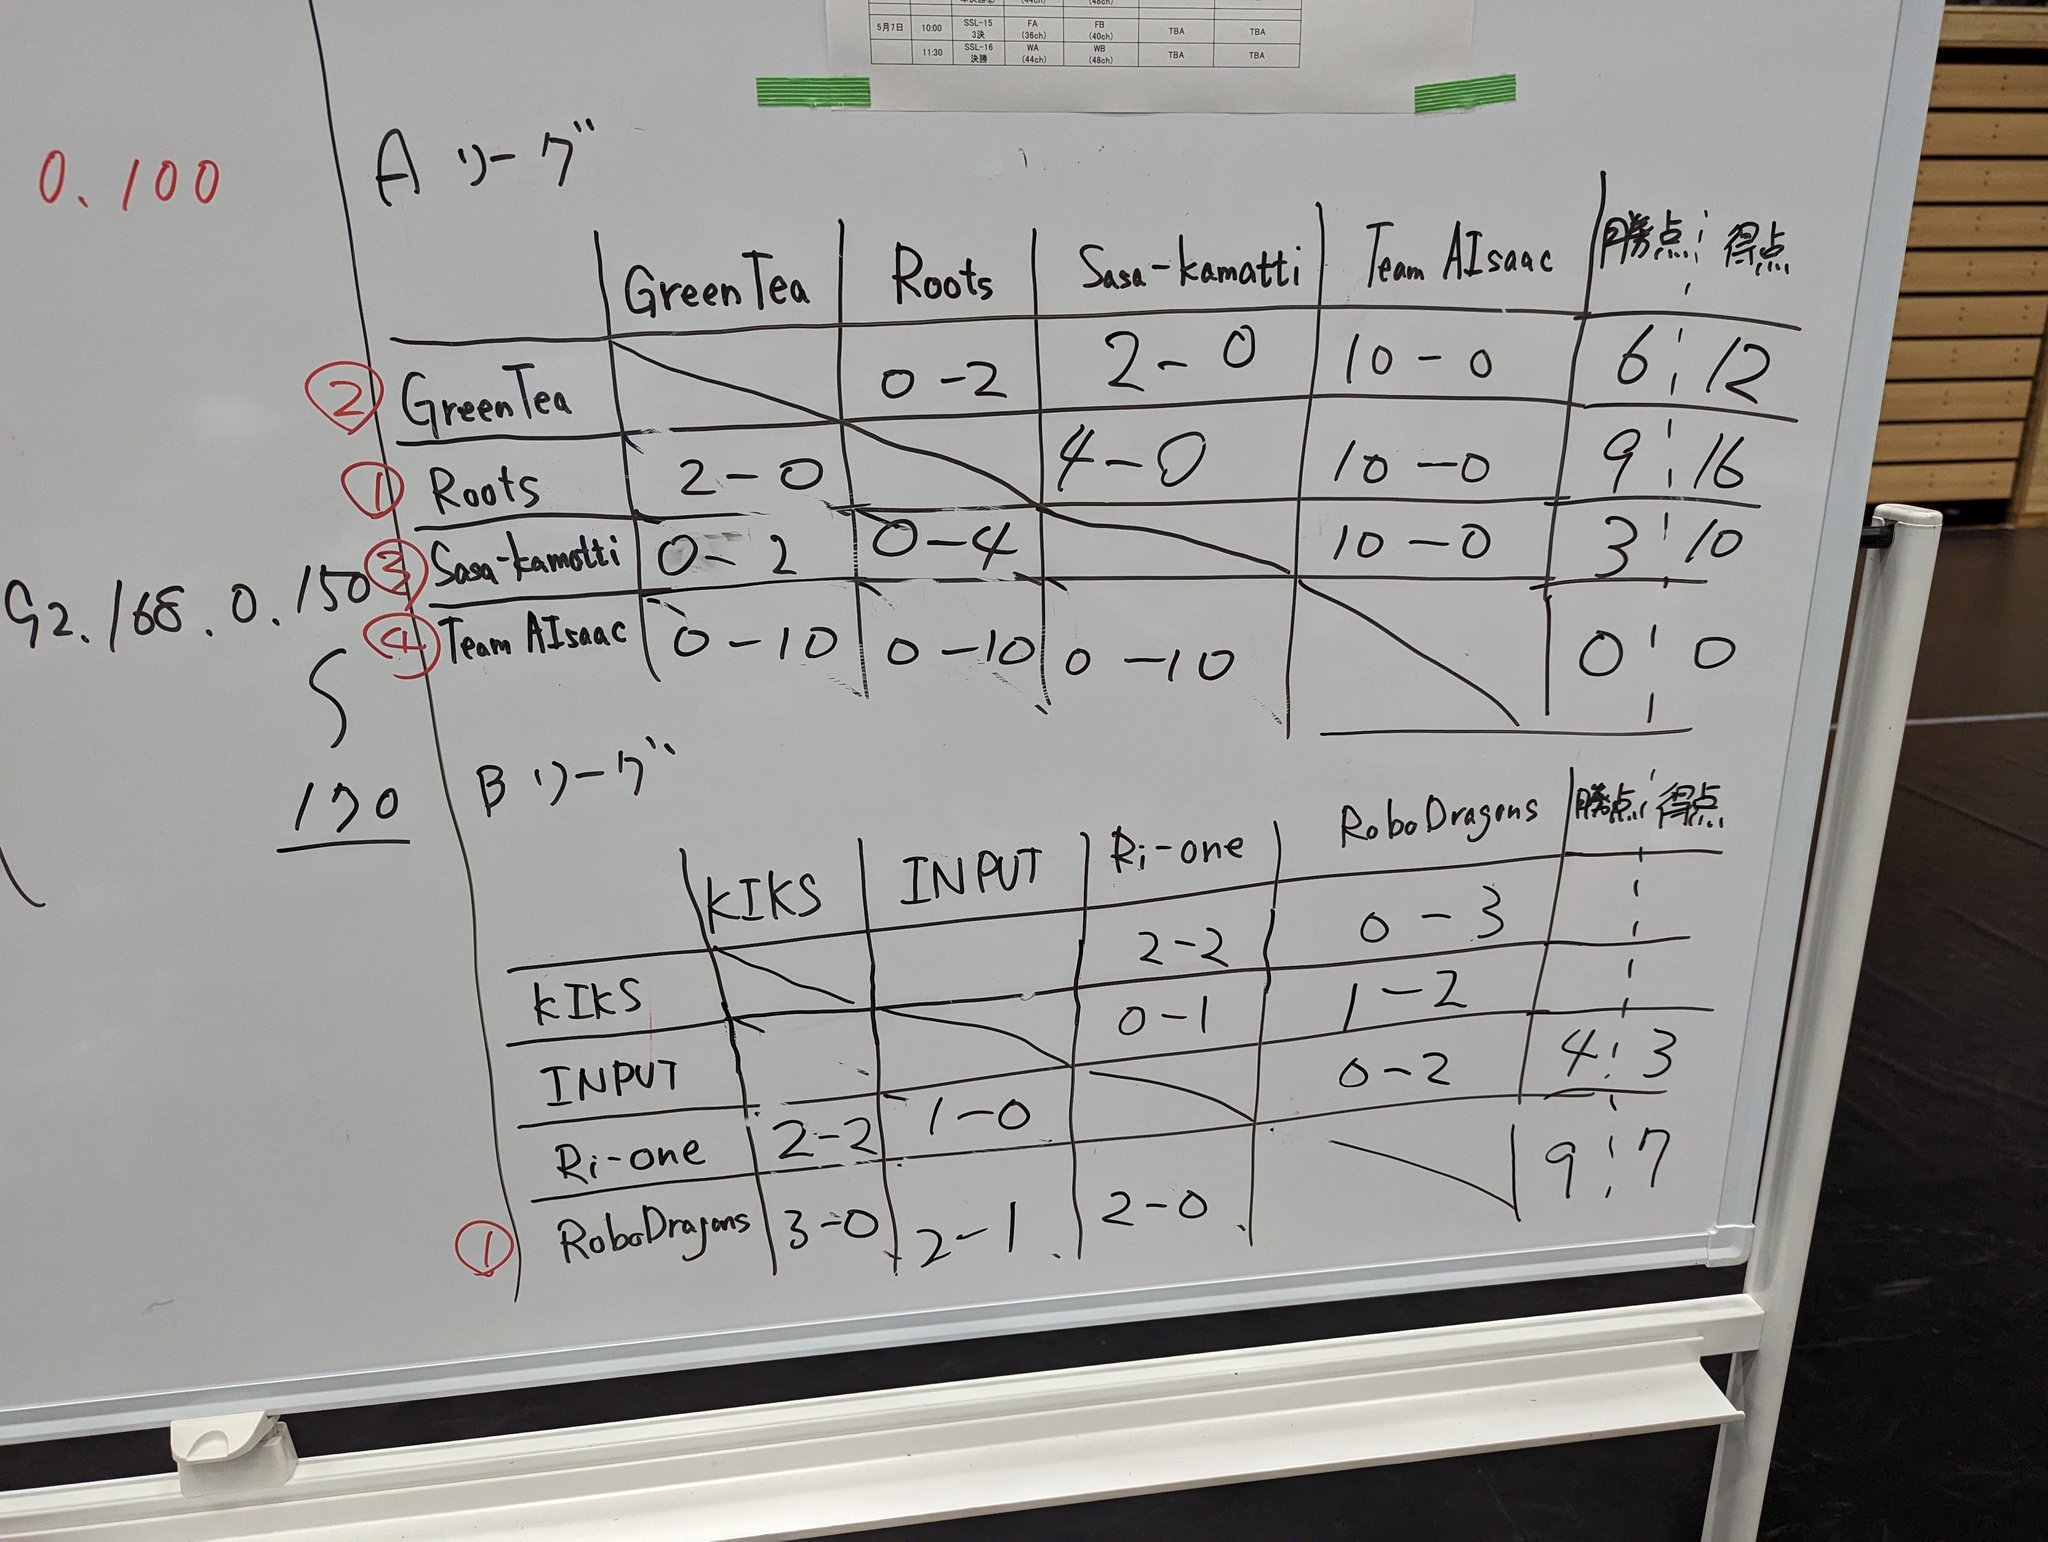 (44ch) (48ch)
5月7日 10:00 SSL-15 3決 FA (36ch) FB (40ch) TBA TBA
11:30 SSL-16 決勝 WA (44ch) WB (48ch) TBA TBA
0.100
92.168.0.150
170
Aリーグ
GreenTea Roots Sasa-kamatti Team AIsaac 勝点 得点
② GreenTea 0-2 2-0 10-0 6 12
① Roots 2-0 4-0 10-0 9 16
③ Sasa-kamatti 0-2 0-4 10-0 3 10
④ Team AIsaac 0-10 0-10 0-10 0 0
Bリーグ
KIKS INPUT Ri-one RoboDragons 勝点 得点
KIKS 2-2 0-3
INPUT 0-1 1-2
Ri-one 2-2 1-0 0-2 4 3
① RoboDragons 3-0 2-1 2-0 9 7